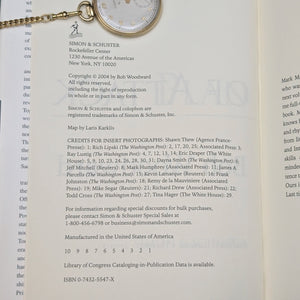 SIMON & SCHUSTER
Rockefeller Center
1230 Avenue of the Americas
New York, NY 10020
Copyright © 2004 by Bob Woodward
All rights reserved,
including the right of reproduction
in whole or in part in any form.
SIMON & SCHUSTER and colophon are
registered trademarks of Simon & Schuster, Inc.
Map by Laris Karklis
CREDITS FOR INSERT PHOTOGRAPHS: Shawn Thew (Agence France-
Presse): 1; Rich Lipski (The Washington Post): 2, 17, 20, 25; Associated Press 3;
Ray Lustig (The Washington Post): 4, 7, 12, 13, 14; Eric Draper (The White
House): 5, 9, 10, 23, 24, 26, 28, 30, 31; Dayna Smith (The Washington Post): 6;
Jeff Mitchell (Reuters): 8; Mark Humphrey (Associated Press): 11; James A.
Parcella (The Washington Post): 15; Kevin Lamarque (Reuters): 16; Frank
Johnston (The Washington Post): 18; Remy de la Mauviniere (Associated
Press): 19; Mike Segar (Reuters): 21; Richard Drew (Associated Press): 22;
Todd Cross (The Washington Post): 27; Tina Hager (The White House): 29.
For information regarding special discounts for bulk purchases,
please contact Simon & Schuster Special Sales at
1-800-456-6798 or business@simonandschuster.com.
Manufactured in the United States of America
10 9 8 7 6 5 4 3 2 1
Library of Congress Cataloging-in-Publication Data is available.
ISBN 0-7432-5547-X